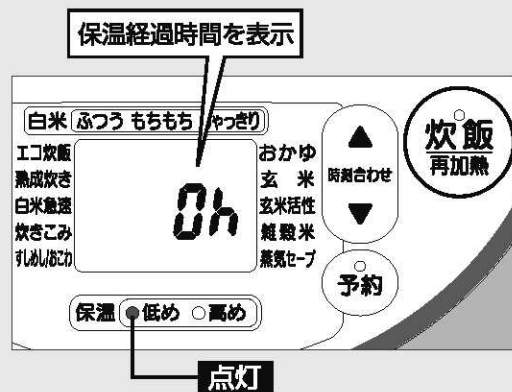 保温経過時間を表示
白米 ふつう もちもち しゃっきり
エコ炊飯
熟成炊き
白米急速
炊きこみ
すしめし/おこわ
0h
おかゆ
玄米
玄米活性
雑穀米
蒸気セーブ
▲
時刻合わせ
▼
炊飯
再加熱
予約
保温 ●低め ○高め
点灯